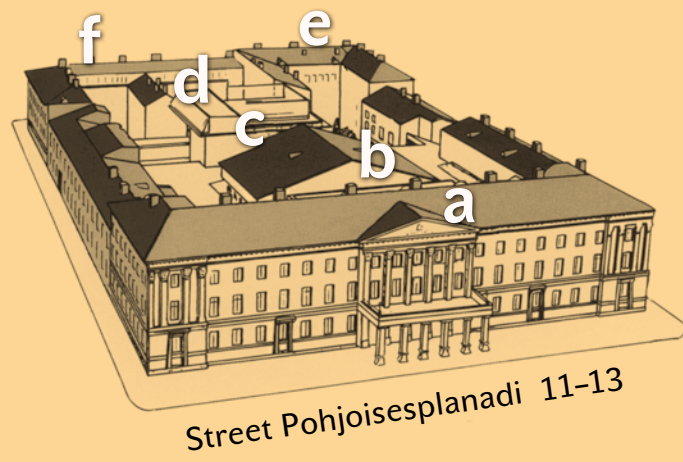 f
e
d
c
b
a
Street Pohjoisesplanadi 11–13